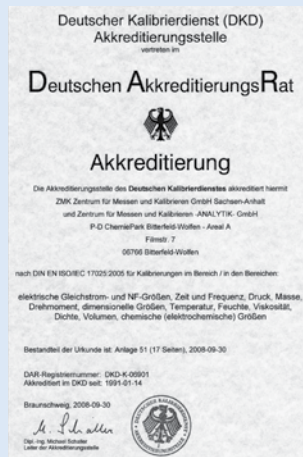 Deutscher Kalibrierdienst (DKD)
Akkreditierungsstelle
vertreten im
Deutschen AkkreditierungsRat
Akkreditierung
Die Akkreditierungsstelle des Deutschen Kalibrierdienstes akkreditiert hiermit
ZMK Zentrum für Messen und Kalibrieren GmbH Sachsen-Anhalt
und Zentrum für Messen und Kalibrieren -ANALYTIK- GmbH
P-D ChemiePark Bitterfeld-Wolfen - Areal A
Filmstr. 7
06766 Bitterfeld-Wolfen
nach DIN EN ISO/IEC 17025:2005 für Kalibrierungen im Bereich / in den Bereichen:
elektrische Gleichstrom- und NF-Größen, Zeit und Frequenz, Druck, Masse,
Drehmoment, dimensionelle Größen, Temperatur, Feuchte, Viskosität,
Dichte, Volumen, chemische (elektrochemische) Größen
Bestandteil der Urkunde ist: Anlage 51 (17 Seiten), 2008-09-30
DAR-Registriernummer: DKD-K-06901
Akkreditiert im DKD seit: 1991-01-14
Braunschweig, 2008-09-30
M. Schaller
Dipl.-Ing. Michael Schaller
Leiter der Akkreditierungsstelle